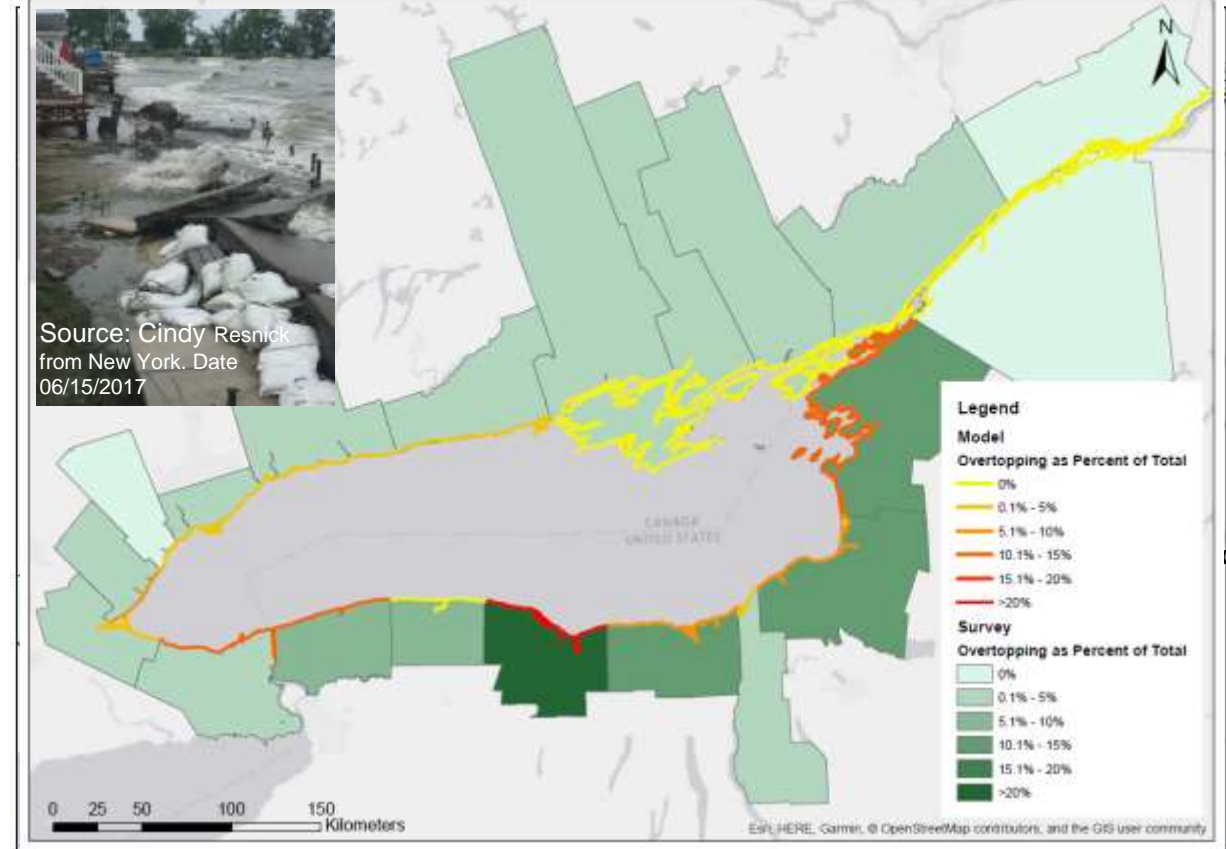 Source: Cindy Resnick
from New York. Date
06/15/2017
N
CANADA
UNITED STATES
Legend
Model
Overtopping as Percent of Total
0%
0.1% - 5%
5.1% - 10%
10.1% - 15%
15.1% - 20%
>20%
Survey
Overtopping as Percent of Total
0%
0.1% - 5%
5.1% - 10%
10.1% - 15%
15.1% - 20%
>20%
0 25 50 100 150
Kilometers
Esri, HERE, Garmin, © OpenStreetMap contributors, and the GIS user community